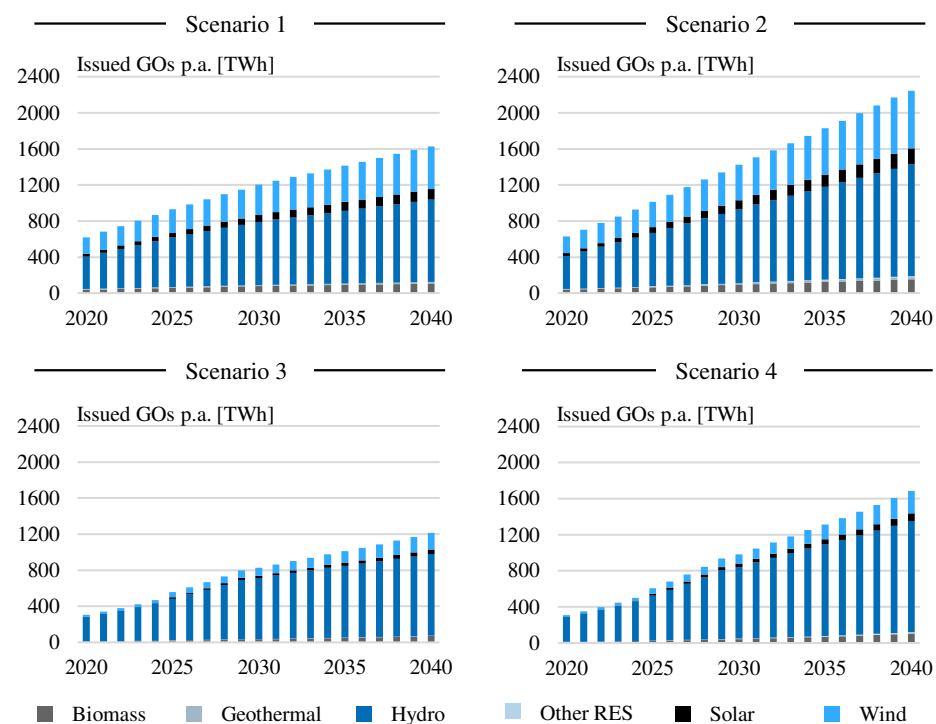 Scenario 1
Issued GOs p.a. [TWh]
2400
2000
1600
1200
800
400
0
2020 2025 2030 2035 2040
Scenario 2
Issued GOs p.a. [TWh]
2400
2000
1600
1200
800
400
0
2020 2025 2030 2035 2040
Scenario 3
Issued GOs p.a. [TWh]
2400
2000
1600
1200
800
400
0
2020 2025 2030 2035 2040
Scenario 4
Issued GOs p.a. [TWh]
2400
2000
1600
1200
800
400
0
2020 2025 2030 2035 2040
Biomass Geothermal Hydro Other RES Solar Wind